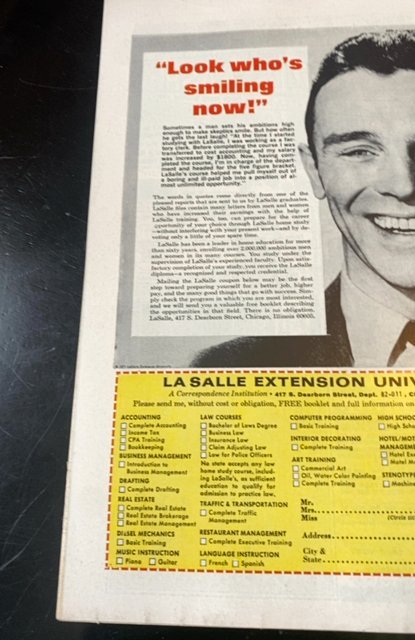 “Look who's
smiling
now!”
Sometimes a man sets his ambitions high
enough to make skeptics smile. But how often
he gets the last laugh! “At the time I started
studying with LaSalle, I was working as a fac-
tory clerk. Before completing the course I was
transferred to cost accounting and my salary
was increased by $1800. Now, having com-
pleted the course, I'm in charge of the depart-
ment and headed for the five figure bracket.
LaSalle's course helped me pull myself out of
a boring and ill-paid job into a position of al-
most unlimited opportunity.”
The words in quotes come directly from one of the
unused reports that are sent to us by LaSalle graduates.
LaSalle files contain many letters from men and women
who have increased their earnings with the help of
LaSalle training. You, too, can prepare for the career
opportunity of your choice through LaSalle home study
—without interfering with your present work—and by de-
voting only a little of your spare time.
LaSalle has been a leader in home education for more
than sixty years, enrolling over 2,000,000 ambitious men
and women in its many courses. You study under the
supervision of LaSalle's experienced faculty. Upon satis-
factory completion of your study, you receive the LaSalle
diploma—a recognized and respected credential.
Mailing the LaSalle coupon below may be the first
step toward preparing yourself for a better job, higher
pay, and the many good things that go with success. Sim-
ply check the program in which you are most interested,
and we will send you a valuable free booklet describing
the opportunities in that field. There is no obligation.
LaSalle, 417 S. Dearborn Street, Chicago, Illinois 60605.
LA SALLE EXTENSION UNI
A Correspondence Institution • 417 S. Dearborn Street, Dept. 82-011, C
Please send me, without cost or obligation, FREE booklet and full information on
ACCOUNTING
Complete Accounting
Income Tax
CPA Training
Bookkeeping
BUSINESS MANAGEMENT
Introduction to
Business Management
DRAFTING
Complete Drafting
REAL ESTATE
Complete Real Estate
Real Estate Brokerage
Real Estate Management
DIESEL MECHANICS
Basic Training
MUSIC INSTRUCTION
Piano Guitar
LAW COURSES
Bachelor of Laws Degree
Business Law
Insurance Law
Claim Adjusting Law
Law for Police Officers
No state accepts any law
home study course, includ-
ing LaSalle's, as sufficient
education to qualify for
admission to practice law.
TRAFFIC & TRANSPORTATION
Complete Traffic
Management
RESTAURANT MANAGEMENT
Complete Executive Training
LANGUAGE INSTRUCTION
French Spanish
COMPUTER PROGRAMMING
Basic Training
INTERIOR DECORATING
Complete Training
ART TRAINING
Commercial Art
Oil, Water Color Painting
Complete Training
HIGH SCHOO
High Scho
HOTEL/MOT
MANAGEME
Hotel Ex
Motel M
STENOTYP
Machin
Mr.
Mrs.
Miss
(Circle
Address
City &
State